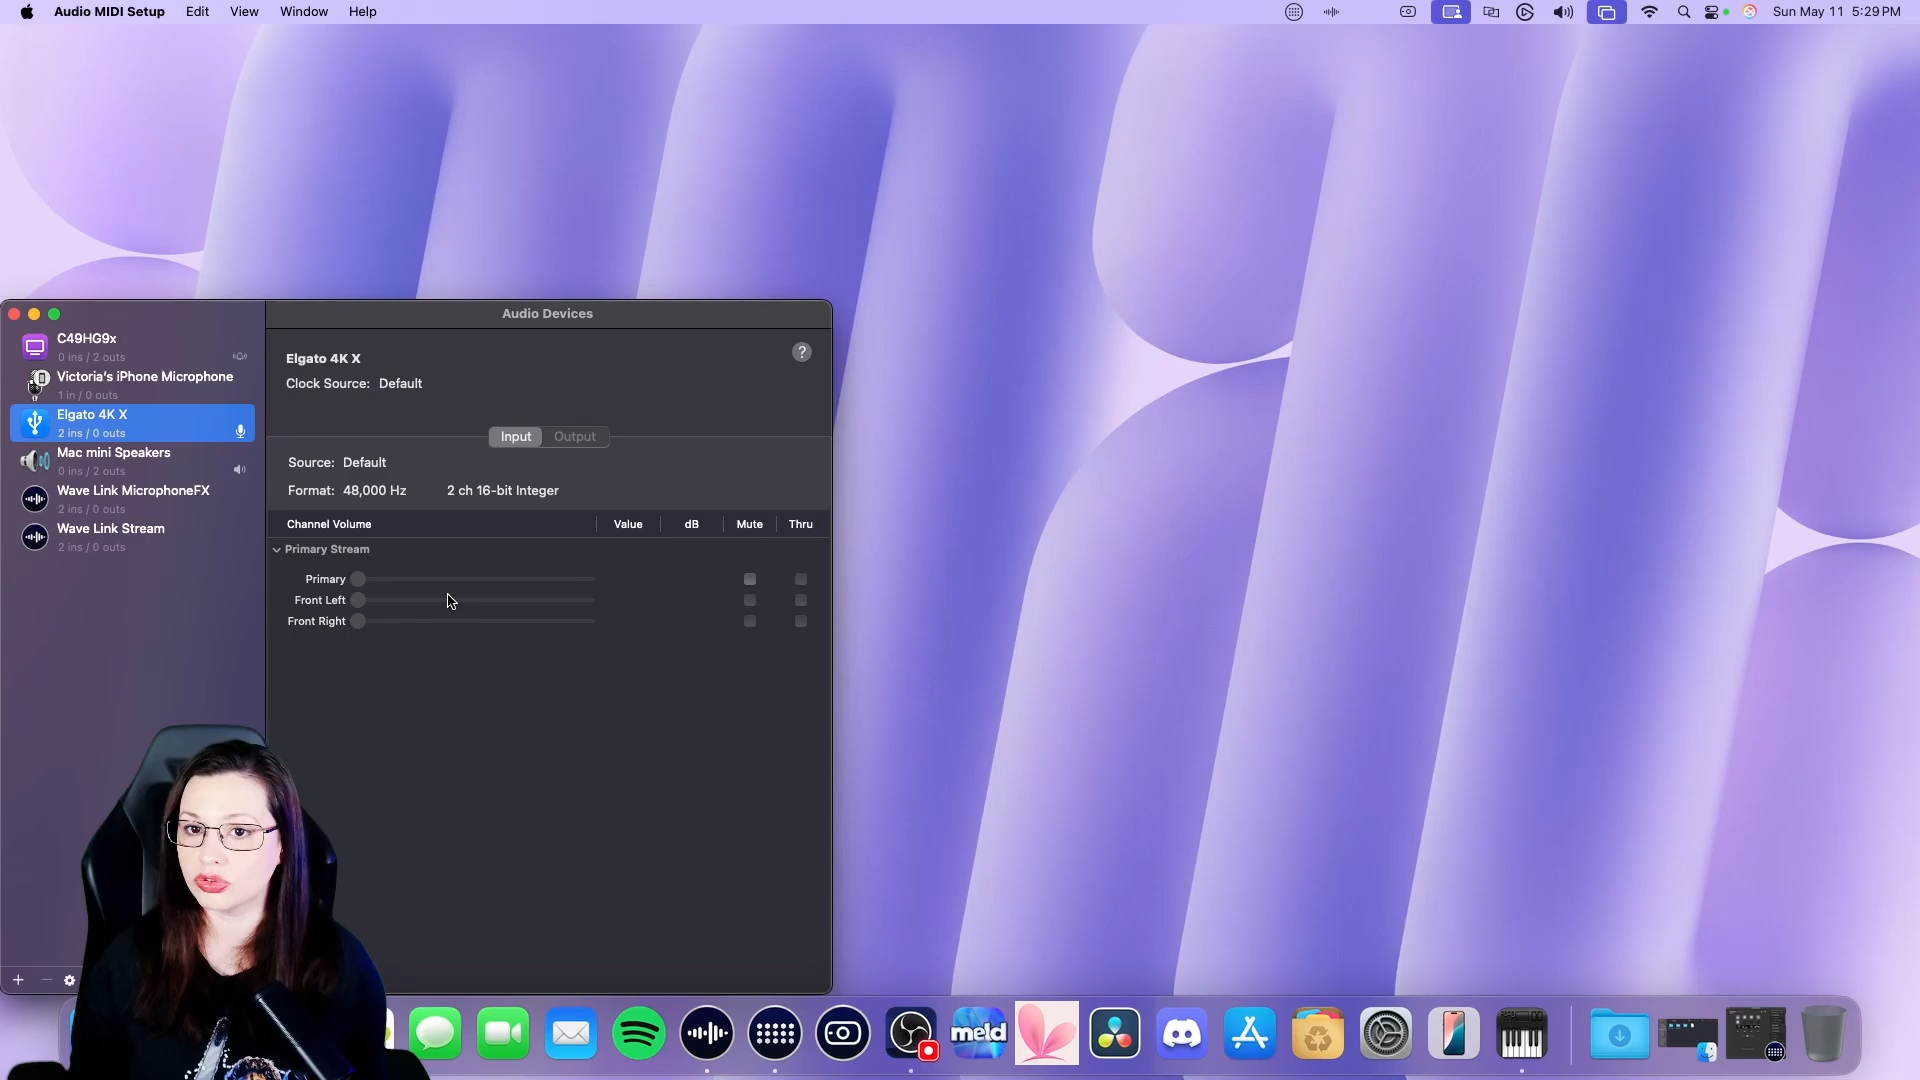 Audio MIDI Setup Edit View Window Help Sun May 11 5:29 PM
Audio Devices
C49HG9x
0 ins / 2 outs
Victoria's iPhone Microphone
1 in / 0 outs
Elgato 4K X
2 ins / 0 outs
Mac mini Speakers
0 ins / 2 outs
Wave Link MicrophoneFX
2 ins / 0 outs
Wave Link Stream
2 ins / 0 outs
Elgato 4K X
?
Clock Source: Default
Input Output
Source: Default
Format: 48,000 Hz 2 ch 16-bit Integer
Channel Volume Value dB Mute Thru
Primary Stream
Primary
Front Left
Front Right
meld